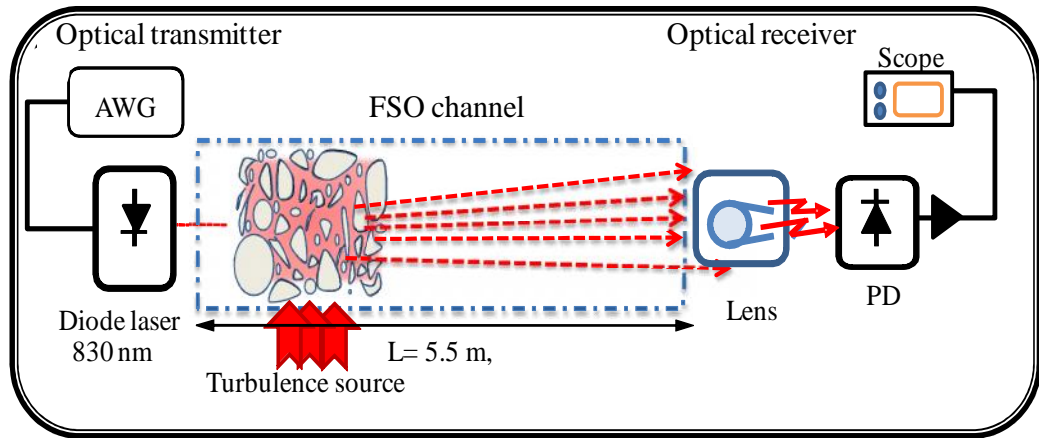 Optical transmitter
Optical receiver
Scope
AWG
FSO channel
Diode laser
830 nm
Lens
PD
L= 5.5 m,
Turbulence source